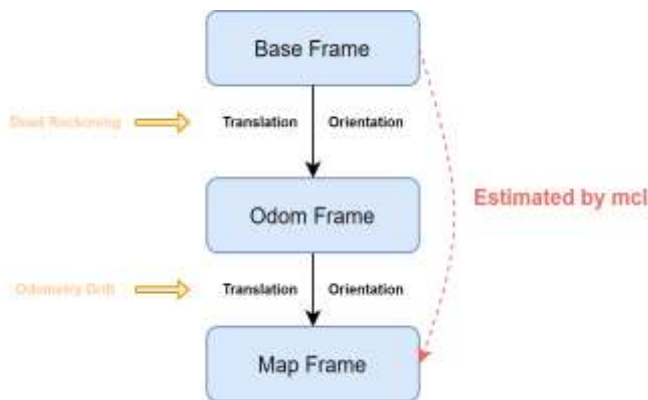 Base Frame
Dead Reckoning
Translation Orientation
Odom Frame
Estimated by mcl
Odometry Drift
Translation Orientation
Map Frame